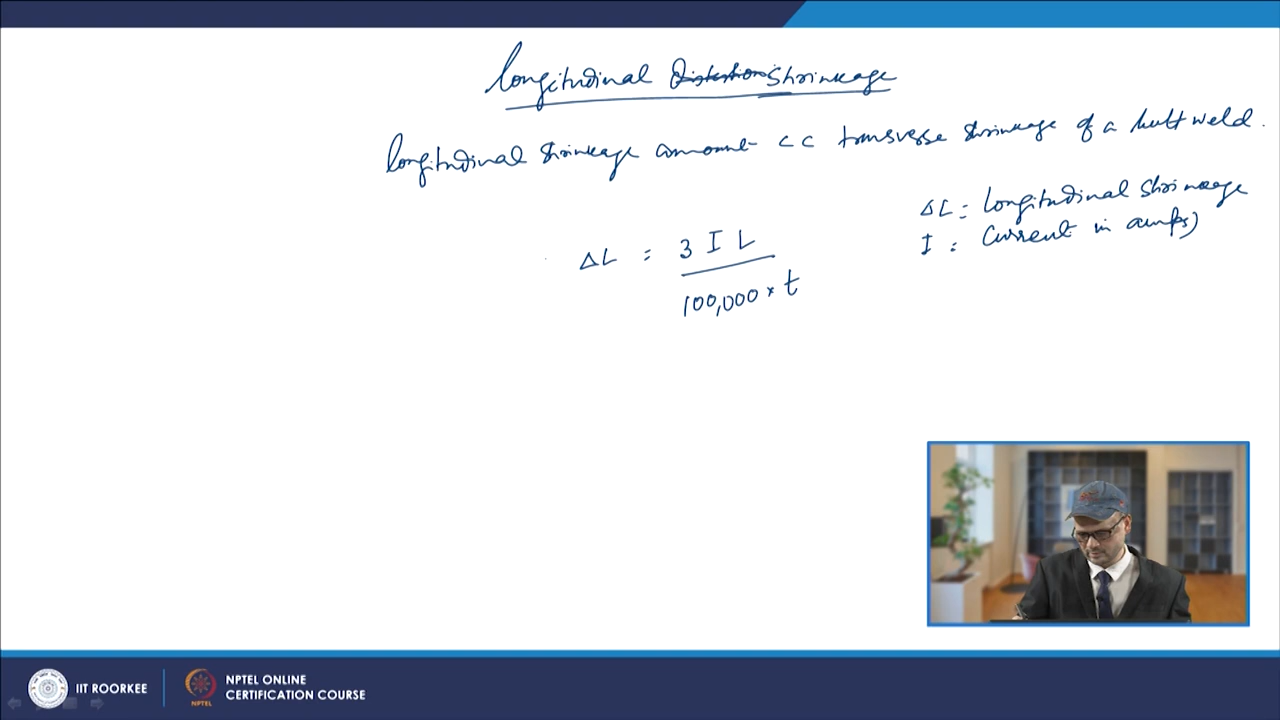 Longitudinal Distortion Shrinkage
Longitudinal Shrinkage amount << transverse shrinkage of a butt weld.
ΔL = Longitudinal Shrinkage
I = Current in amps)
ΔL = 3 I L / 100,000 * t
IIT ROORKEE
NPTEL
NPTEL ONLINE
CERTIFICATION COURSE